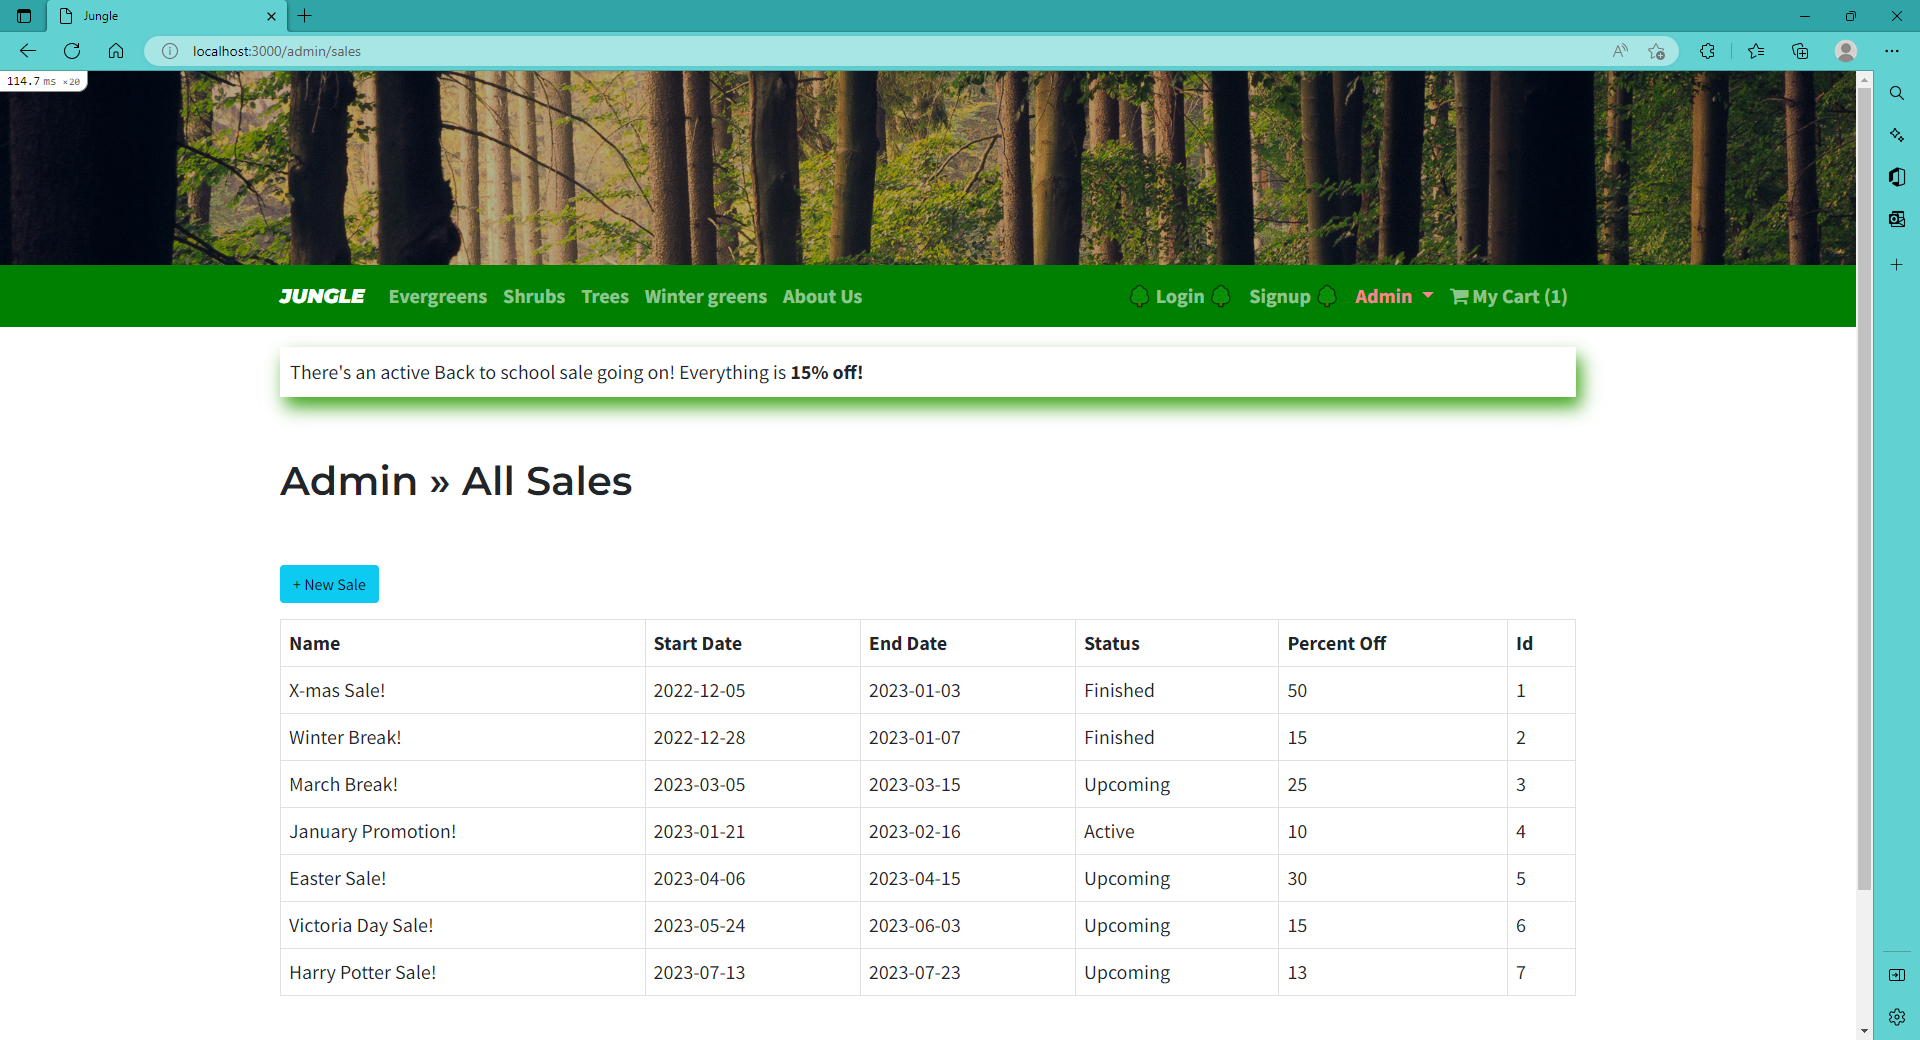 Jungle
localhost:3000/admin/sales
114.7 ms ×20
JUNGLE Evergreens Shrubs Trees Winter greens About Us Login Signup Admin My Cart (1)
There's an active Back to school sale going on! Everything is 15% off!
Admin » All Sales
+ New Sale
Name Start Date End Date Status Percent Off Id
X-mas Sale! 2022-12-05 2023-01-03 Finished 50 1
Winter Break! 2022-12-28 2023-01-07 Finished 15 2
March Break! 2023-03-05 2023-03-15 Upcoming 25 3
January Promotion! 2023-01-21 2023-02-16 Active 10 4
Easter Sale! 2023-04-06 2023-04-15 Upcoming 30 5
Victoria Day Sale! 2023-05-24 2023-06-03 Upcoming 15 6
Harry Potter Sale! 2023-07-13 2023-07-23 Upcoming 13 7